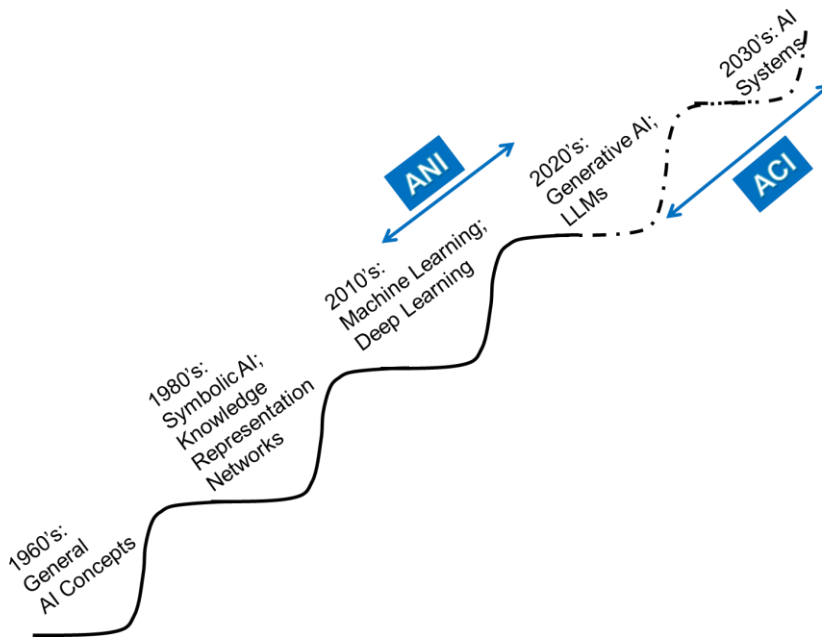 1960's:
General
AI Concepts
1980's:
Symbolic AI;
Knowledge
Representation
Networks
2010's:
Machine Learning;
Deep Learning
ANI
2020's:
Generative AI;
LLMs
2030's: AI
Systems
ACI